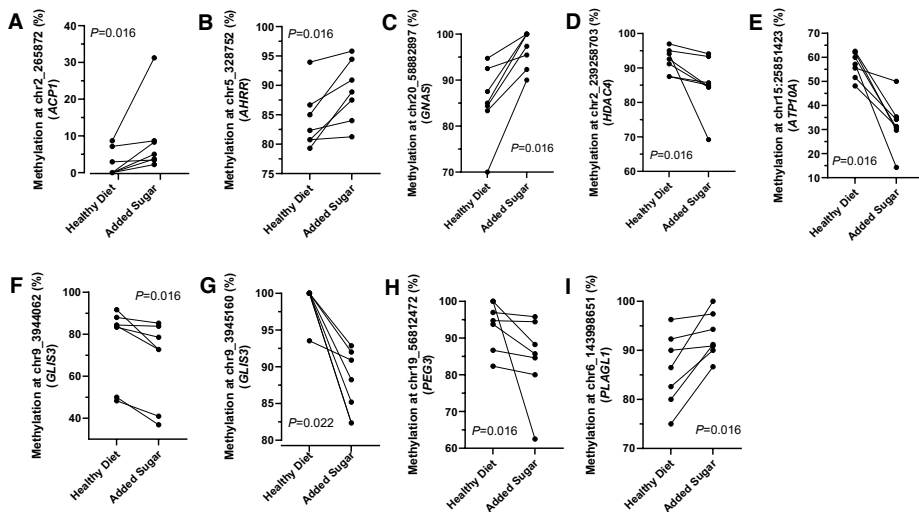 A
P=0.016
Methylation at chr2_265872 (%)
(ACP1)
40
30
20
10
0
Healthy Diet
Added Sugar
B
P=0.016
Methylation at chr5_328752 (%)
(AHRR)
100
95
90
85
80
75
Healthy Diet
Added Sugar
C
Methylation at chr20_58882897 (%)
(GNAS)
100
90
80
70
P=0.016
Healthy Diet
Added Sugar
D
Methylation at chr2_239258703 (%)
(HDAC4)
100
90
80
70
60
P=0.016
Healthy Diet
Added Sugar
E
Methylation at chr15:25851423 (%)
(ATP10A)
70
60
50
40
30
20
10
P=0.016
Healthy Diet
Added Sugar
F
P=0.016
Methylation at chr9_3944062 (%)
(GLIS3)
100
80
60
40
Healthy Diet
Added Sugar
G
Methylation at chr9_3945160 (%)
(GLIS3)
100
95
90
85
80
P=0.022
Healthy Diet
Added Sugar
H
Methylation at chr19_56812472 (%)
(PEG3)
100
90
80
70
60
P=0.016
Healthy Diet
Added Sugar
I
Methylation at chr6_143998651 (%)
(PLAGL1)
100
90
80
70
P=0.016
Healthy Diet
Added Sugar